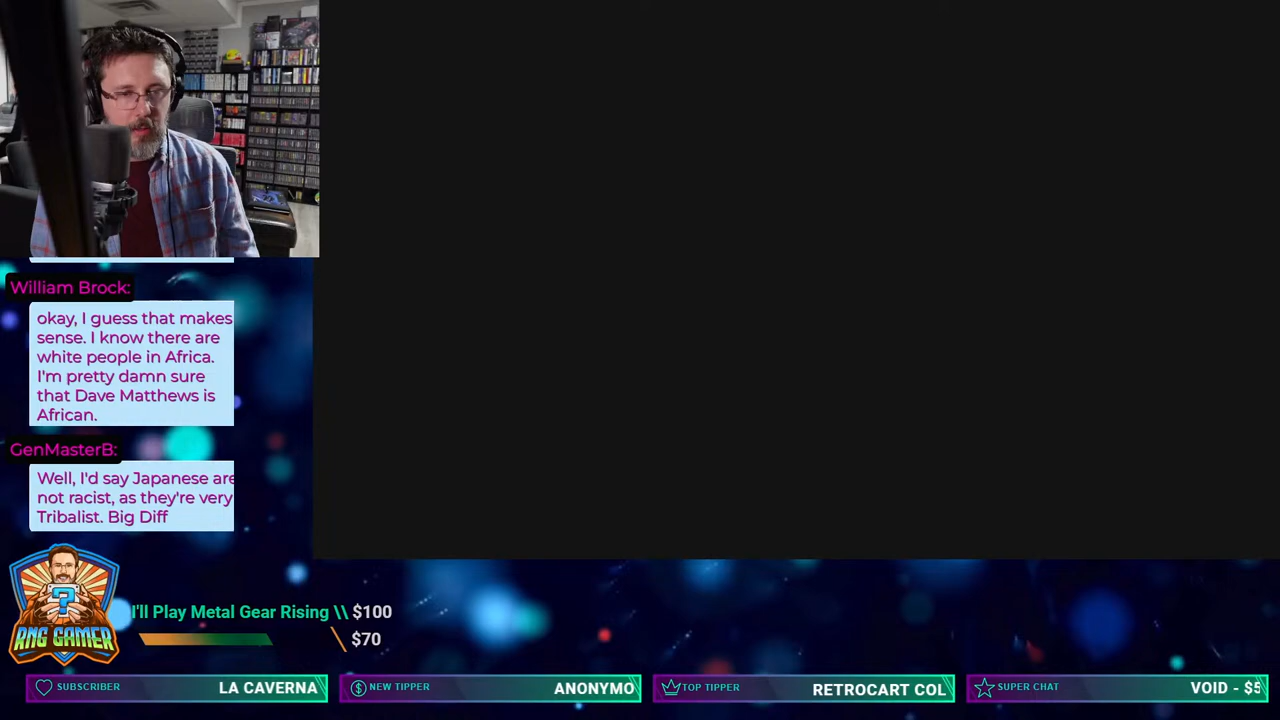 William Brock:
okay, I guess that makes
sense. I know there are
white people in Africa.
I'm pretty damn sure
that Dave Matthews is
African.
GenMasterB:
Well, I'd say Japanese are
not racist, as they're very
Tribalist. Big Diff
?
RNG GAMER
I'll Play Metal Gear Rising \\ $100
$70
SUBSCRIBER LA CAVERNA
NEW TIPPER ANONYMO
TOP TIPPER RETROCART COL
SUPER CHAT VOID - $5